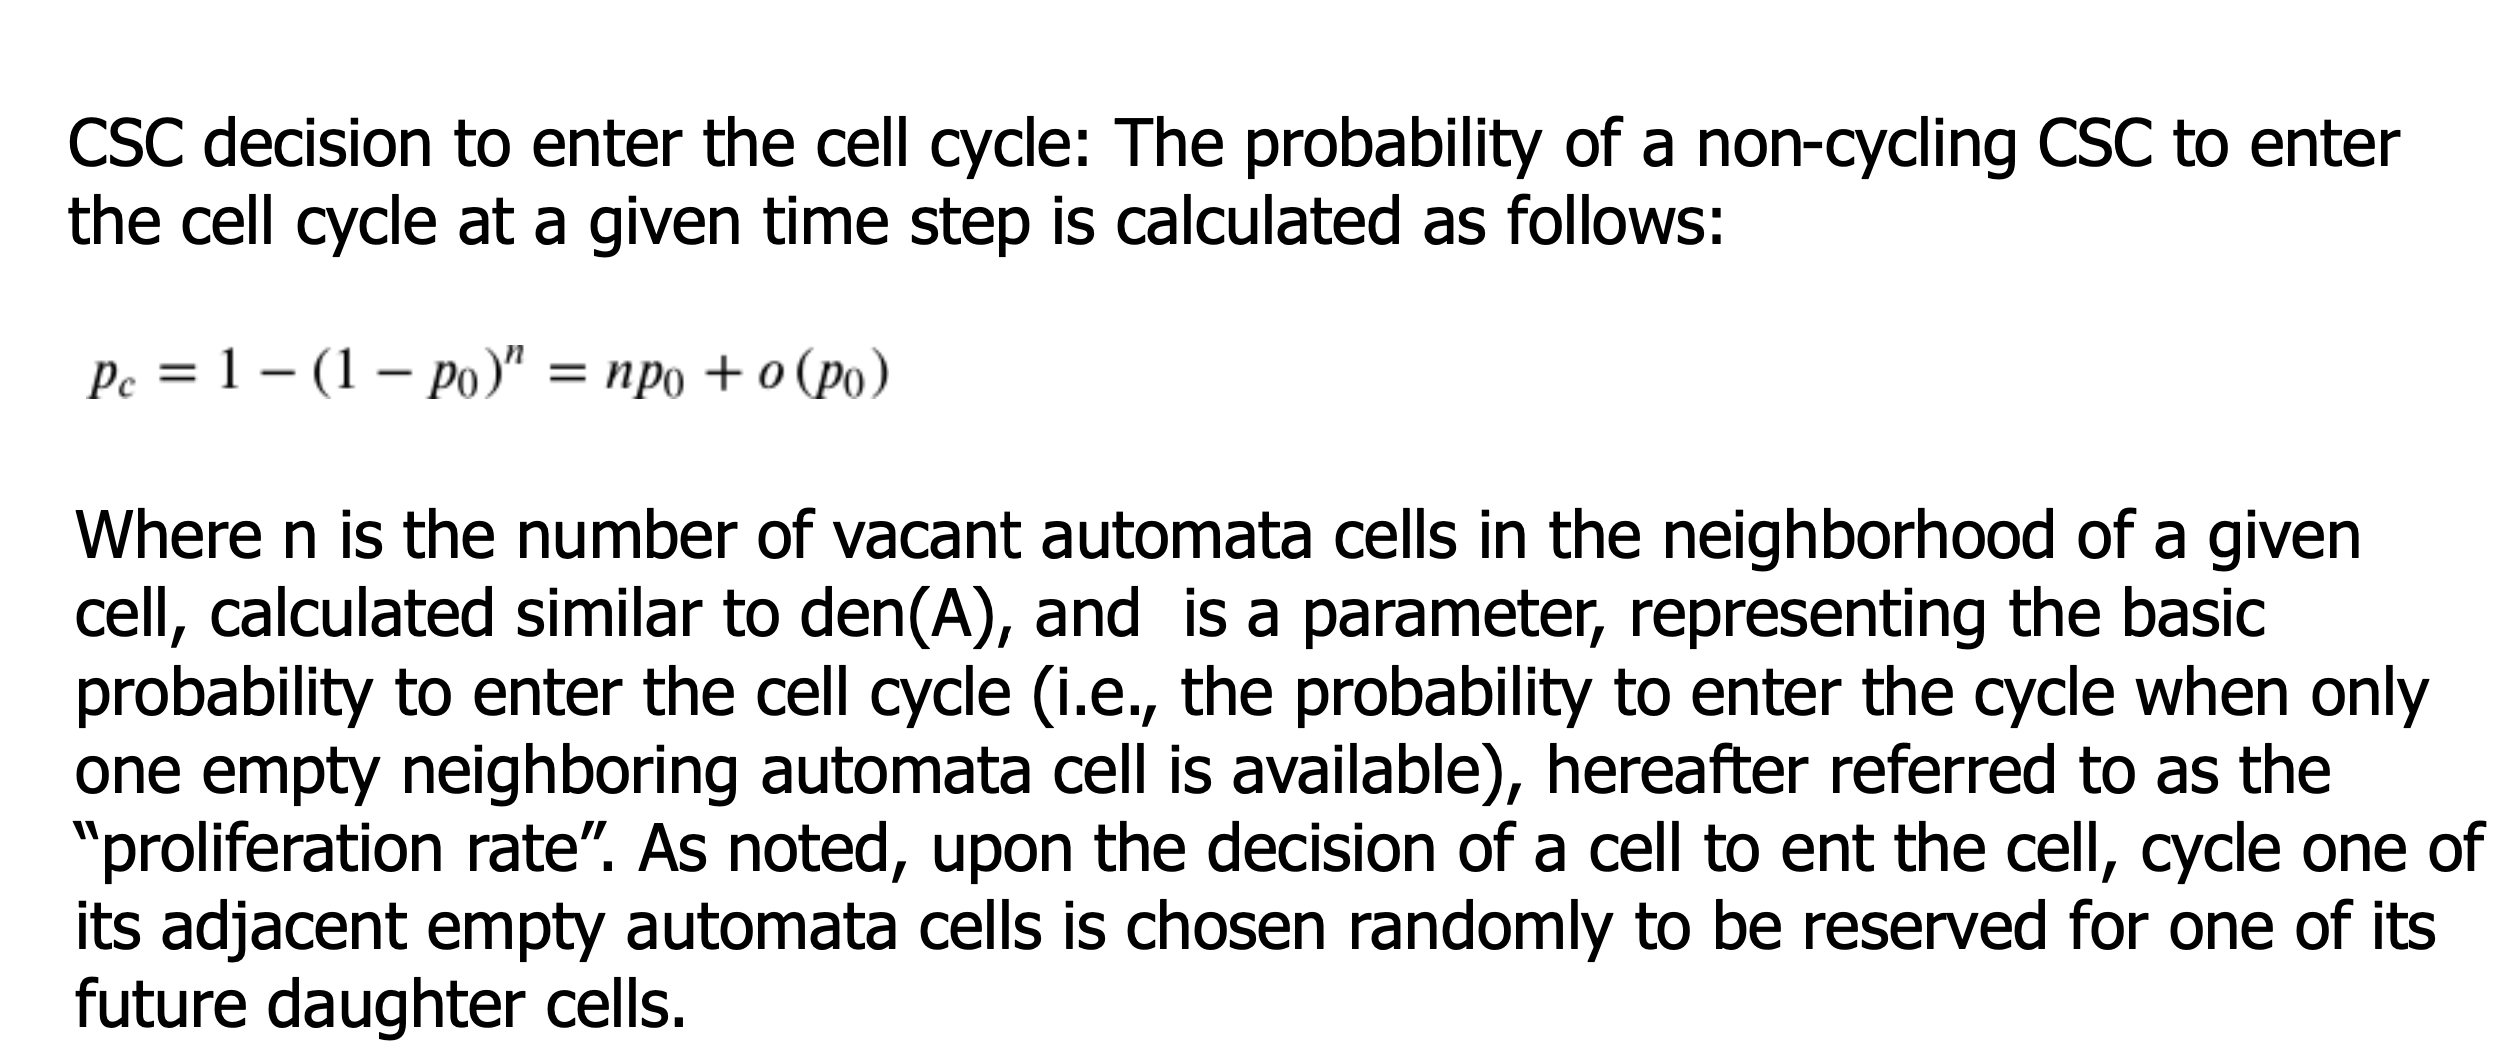 CSC decision to enter the cell cycle: The probability of a non-cycling CSC to enter
the cell cycle at a given time step is calculated as follows:
p_c = 1 − (1 − p_0)^n = np_0 + o(p_0)
Where n is the number of vacant automata cells in the neighborhood of a given
cell, calculated similar to den(A), and  is a parameter, representing the basic
probability to enter the cell cycle (i.e., the probability to enter the cycle when only
one empty neighboring automata cell is available), hereafter referred to as the
“proliferation rate”. As noted, upon the decision of a cell to ent the cell, cycle one of
its adjacent empty automata cells is chosen randomly to be reserved for one of its
future daughter cells.